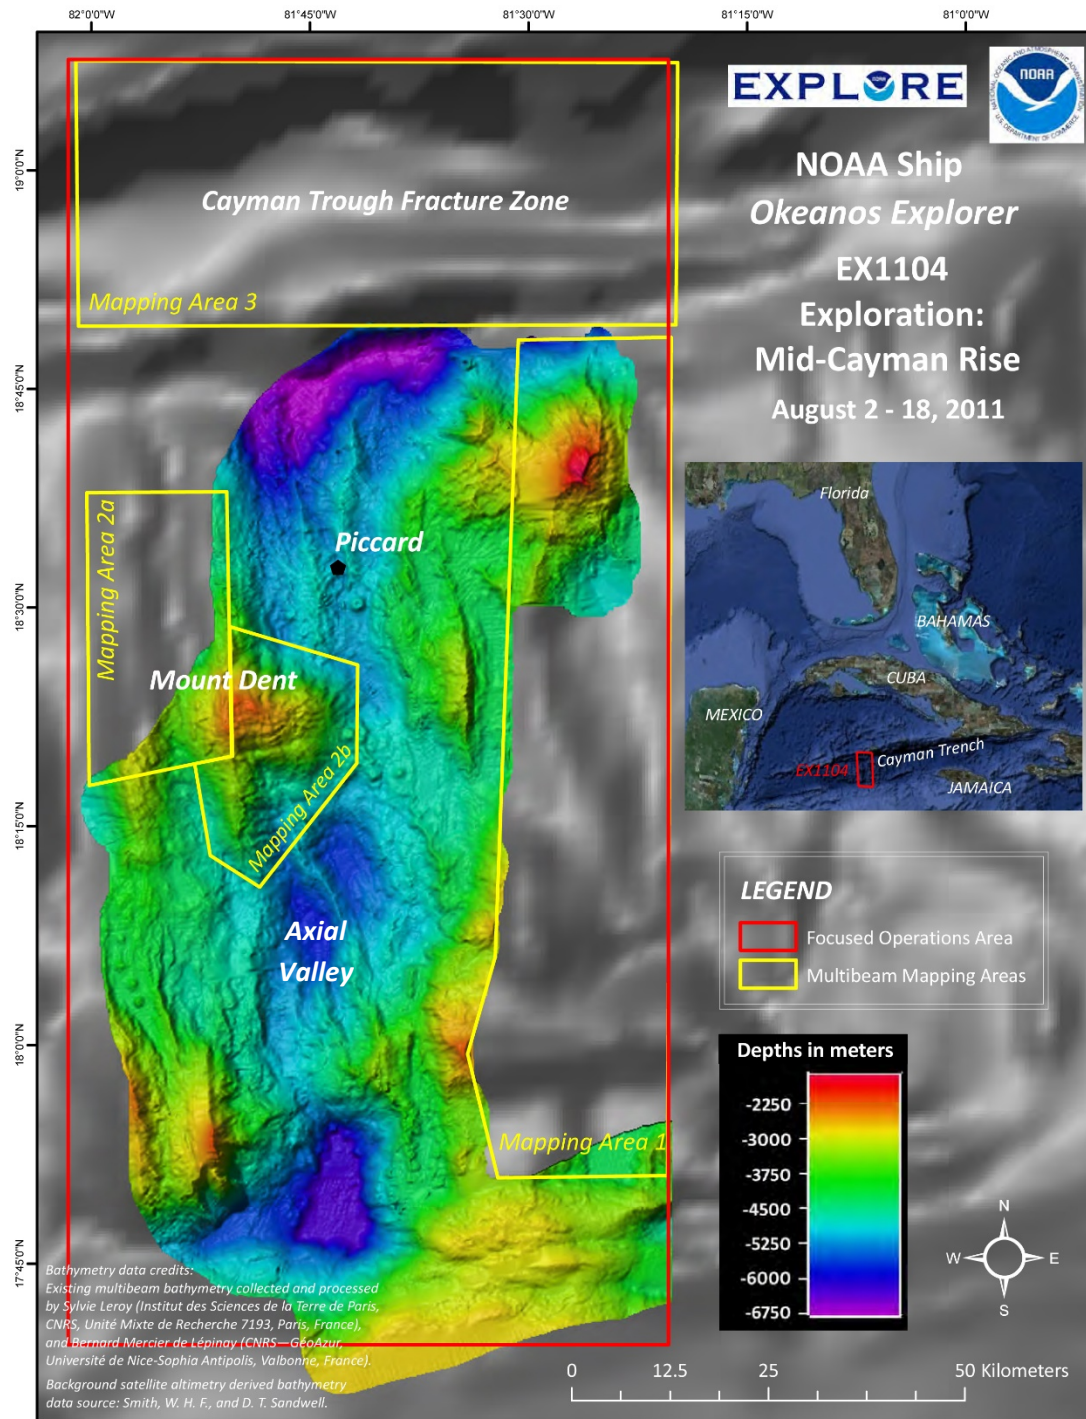 82°0'0"W
81°45'0"W
81°30'0"W
81°15'0"W
81°0'0"W
19°0'0"N
18°45'0"N
18°30'0"N
18°15'0"N
18°0'0"N
17°45'0"N
EXPLORE
NOAA
NATIONAL OCEANIC AND ATMOSPHERIC ADMINISTRATION
U.S. DEPARTMENT OF COMMERCE
NOAA Ship
Okeanos Explorer
EX1104
Exploration:
Mid-Cayman Rise
August 2 - 18, 2011
Cayman Trough Fracture Zone
Mapping Area 3
Mapping Area 2a
Piccard
Mount Dent
Mapping Area 2b
Axial
Valley
Mapping Area 1
Florida
BAHAMAS
CUBA
MEXICO
Cayman Trench
EX1104
JAMAICA
LEGEND
Focused Operations Area
Multibeam Mapping Areas
Depths in meters
-2250
-3000
-3750
-4500
-5250
-6000
-6750
N
W
E
S
0
12.5
25
50 Kilometers
Bathymetry data credits:
Existing multibeam bathymetry collected and processed
by Sylvie Leroy (Institut des Sciences de la Terre de Paris,
CNRS, Unité Mixte de Recherche 7193, Paris, France),
and Bernard Mercier de Lépinay (CNRS—GéoAzur,
Université de Nice-Sophia Antipolis, Valbonne, France).
Background satellite altimetry derived bathymetry
data source: Smith, W. H. F., and D. T. Sandwell.